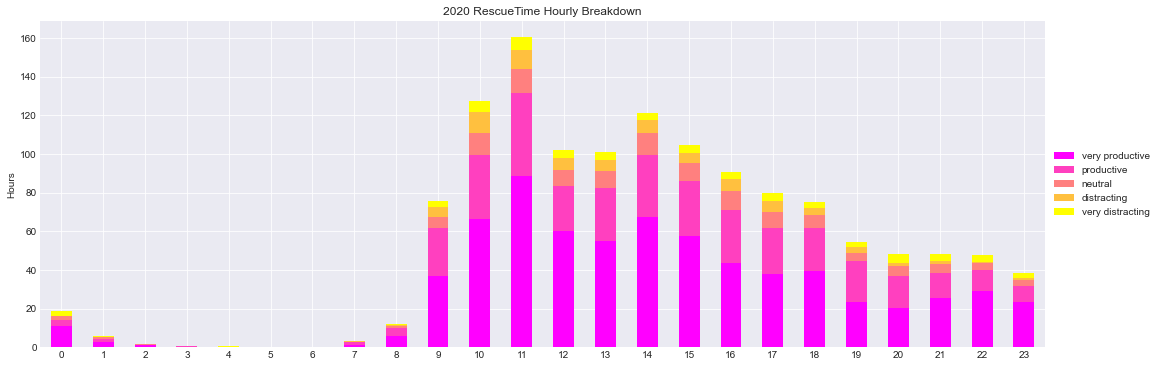 2020 RescueTime Hourly Breakdown
160
140
120
100
80
60
40
20
0
Hours
0 1 2 3 4 5 6 7 8 9 10 11 12 13 14 15 16 17 18 19 20 21 22 23
very productive
productive
neutral
distracting
very distracting